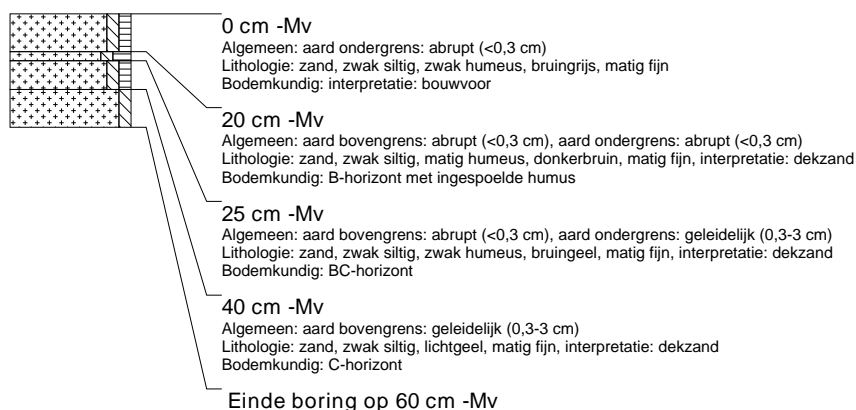 0 cm -Mv
Algemeen: aard ondergrens: abrupt (<0,3 cm)
Lithologie: zand, zwak siltig, zwak humeus, bruingrijs, matig fijn
Bodemkundig: interpretatie: bouwvoor
20 cm -Mv
Algemeen: aard bovengrens: abrupt (<0,3 cm), aard ondergrens: abrupt (<0,3 cm)
Lithologie: zand, zwak siltig, matig humeus, donkerbruin, matig fijn, interpretatie: dekzand
Bodemkundig: B-horizont met ingespoelde humus
25 cm -Mv
Algemeen: aard bovengrens: abrupt (<0,3 cm), aard ondergrens: geleidelijk (0,3-3 cm)
Lithologie: zand, zwak siltig, zwak humeus, bruingeel, matig fijn, interpretatie: dekzand
Bodemkundig: BC-horizont
40 cm -Mv
Algemeen: aard bovengrens: geleidelijk (0,3-3 cm)
Lithologie: zand, zwak siltig, lichtgeel, matig fijn, interpretatie: dekzand
Bodemkundig: C-horizont
Einde boring op 60 cm -Mv